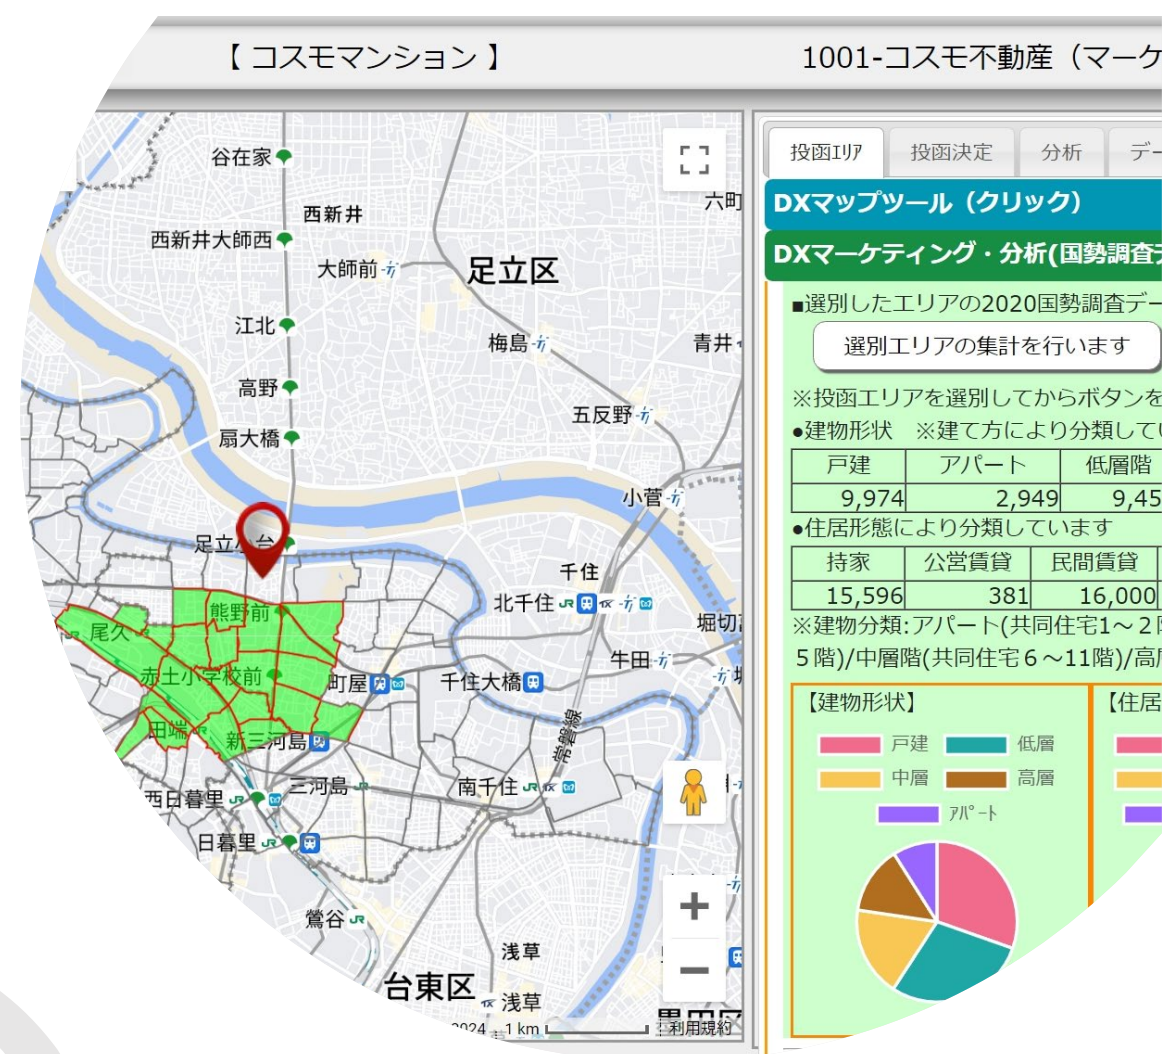 【 コスモマンション 】
1001-コスモ不動産（マーケ
谷在家
六町
西新井
西新井大師西
大師前
足立区
江北
梅島
青井
高野
五反野
扇大橋
小菅
足立小台
千住
北千住
熊野前
堀切
尾久
牛田
赤土小学校前
町屋
千住大橋
田端
新三河島
常磐線
三河島
南千住
西日暮里
日暮里
鶯谷
浅草
台東区
浅草
墨田区
2024
1 km
利用規約
投函エリア
投函決定
分析
デー
DXマップツール（クリック）
DXマーケティング・分析(国勢調査デ
■選別したエリアの2020国勢調査デー
選別エリアの集計を行います
※投函エリアを選別してからボタンを
●建物形状　※建て方により分類してい
戸建 アパート 低層階
9,974 2,949 9,45
●住居形態により分類しています
持家 公営賃貸 民間賃貸
15,596 381 16,000
※建物分類:アパート(共同住宅1～２階
５階)/中層階(共同住宅６～11階)/高層
【建物形状】
【住居
戸建 低層
中層 高層
ｱﾊﾟｰﾄ